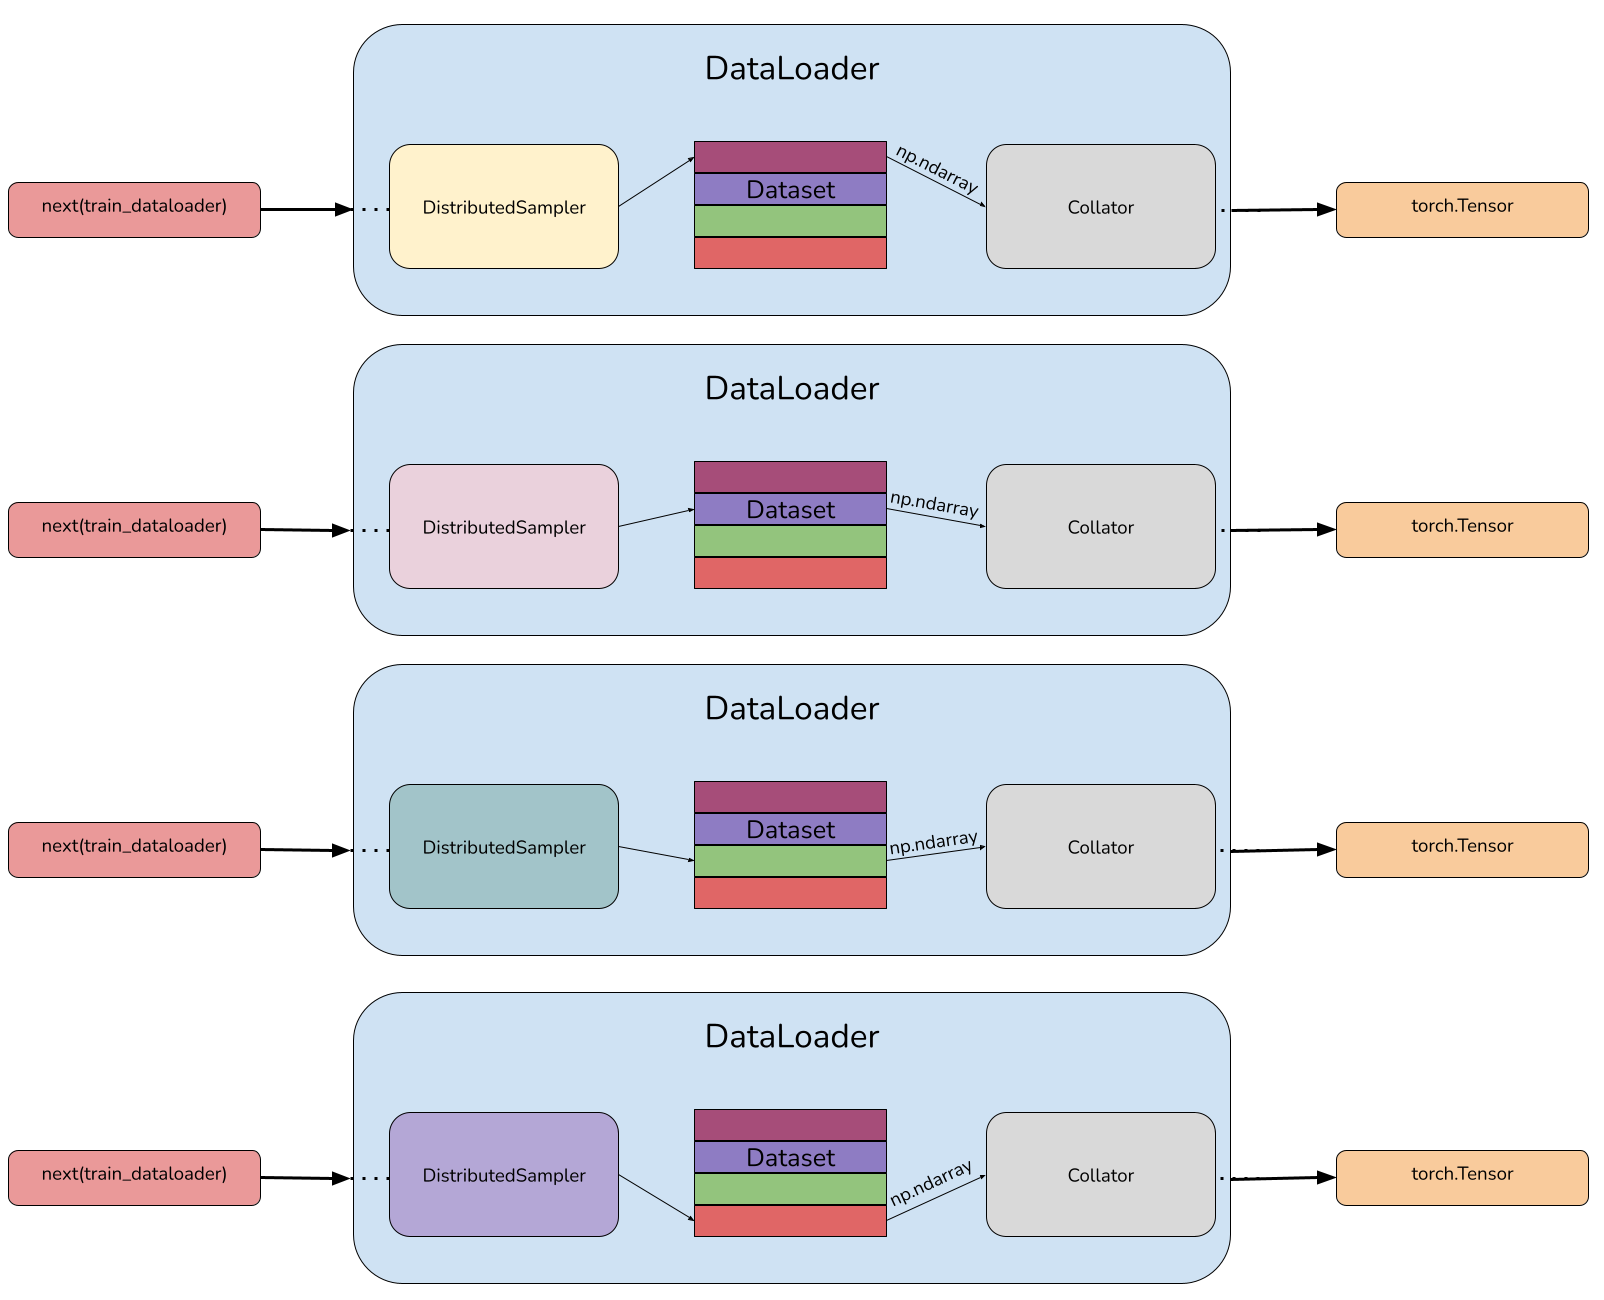 DataLoader
next(train_dataloader)
DistributedSampler
Dataset
np.ndarray
Collator
torch.Tensor
DataLoader
next(train_dataloader)
DistributedSampler
Dataset
np.ndarray
Collator
torch.Tensor
DataLoader
next(train_dataloader)
DistributedSampler
Dataset
np.ndarray
Collator
torch.Tensor
DataLoader
next(train_dataloader)
DistributedSampler
Dataset
np.ndarray
Collator
torch.Tensor